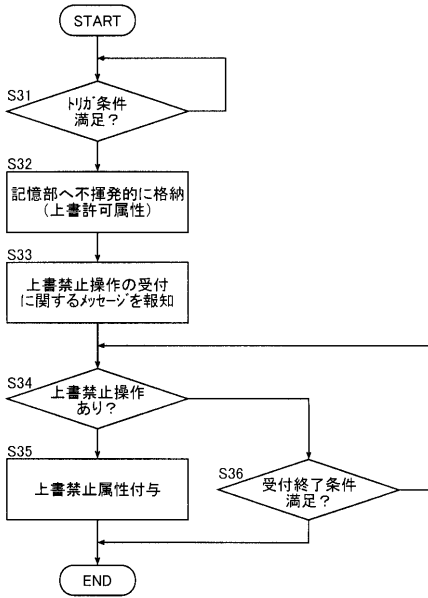 START
S31
ﾄﾘｶﾞ条件
満足？
S32
記憶部へ不揮発的に格納
(上書許可属性)
S33
上書禁止操作の受付
に関するﾒｯｾｰｼﾞを報知
S34
上書禁止操作
あり？
S35
上書禁止属性付与
S36
受付終了条件
満足？
END